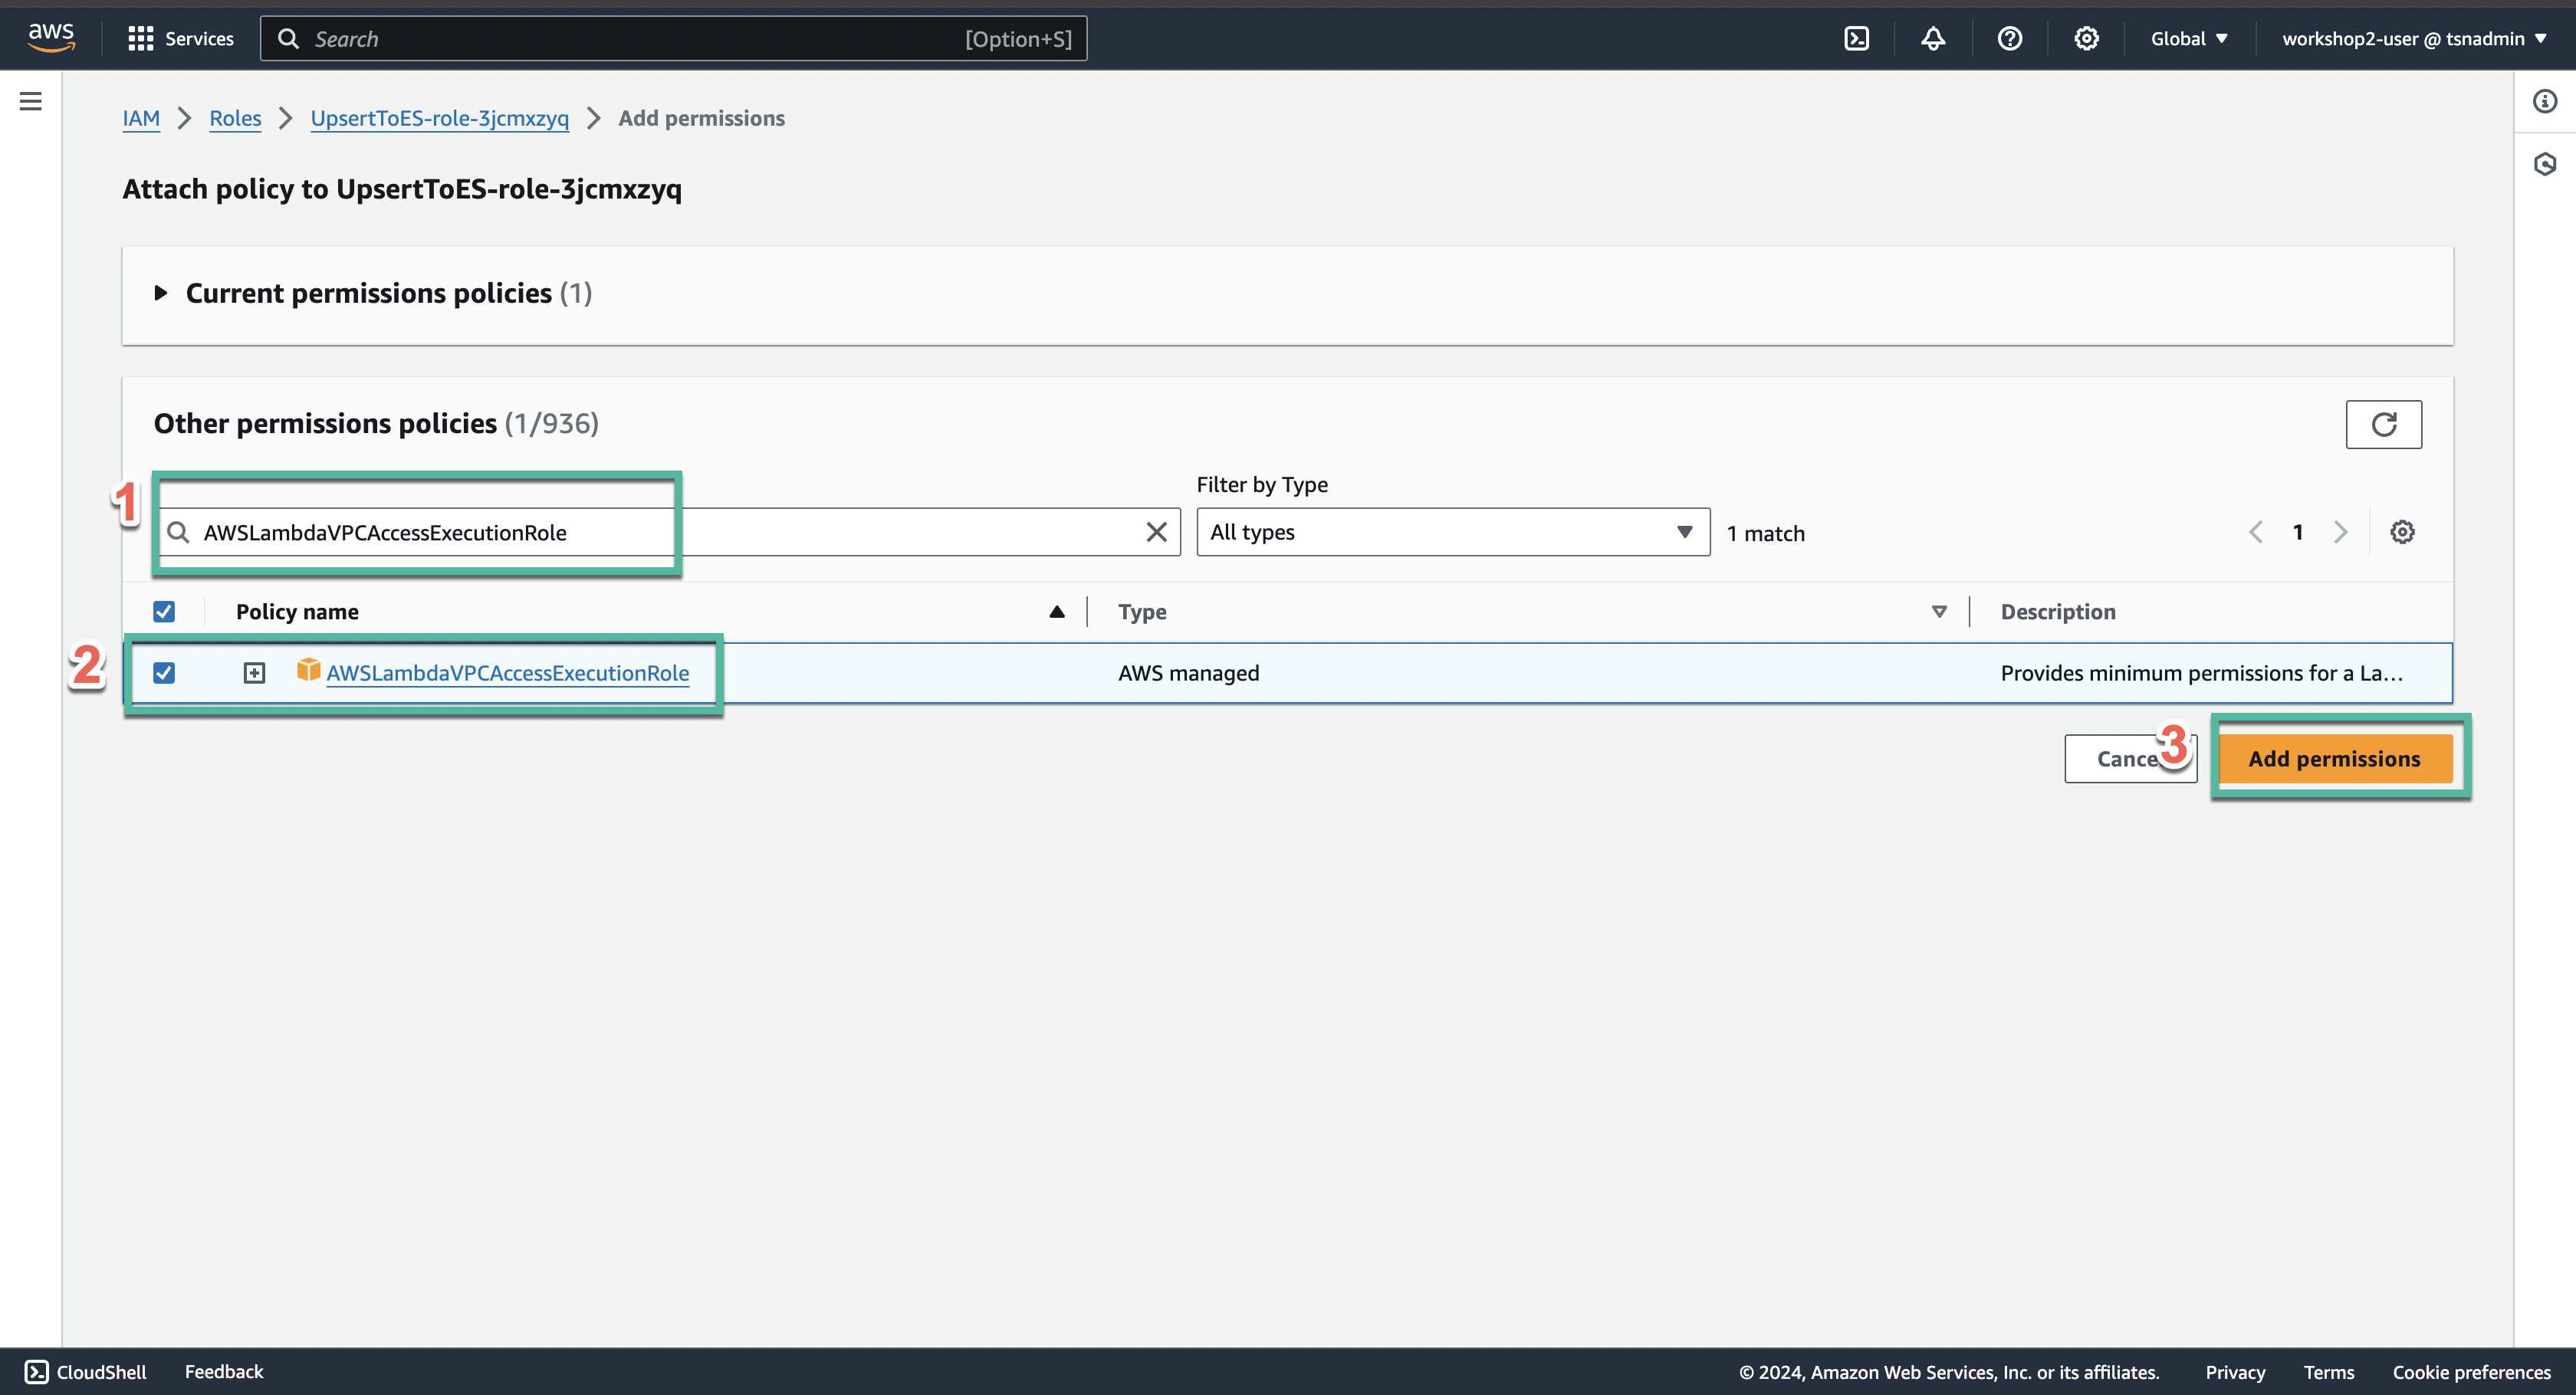 aws Services Search [Option+S] Global workshop2-user @ tsnadmin
IAM Roles UpsertToES-role-3jcmxzyq Add permissions
Attach policy to UpsertToES-role-3jcmxzyq
Current permissions policies (1)
Other permissions policies (1/936)
Filter by Type
1
AWSLambdaVPCAccessExecutionRole All types 1 match 1
Policy name Type Description
2 AWSLambdaVPCAccessExecutionRole AWS managed Provides minimum permissions for a La...
Cance 3 Add permissions
CloudShell Feedback © 2024, Amazon Web Services, Inc. or its affiliates. Privacy Terms Cookie preferences